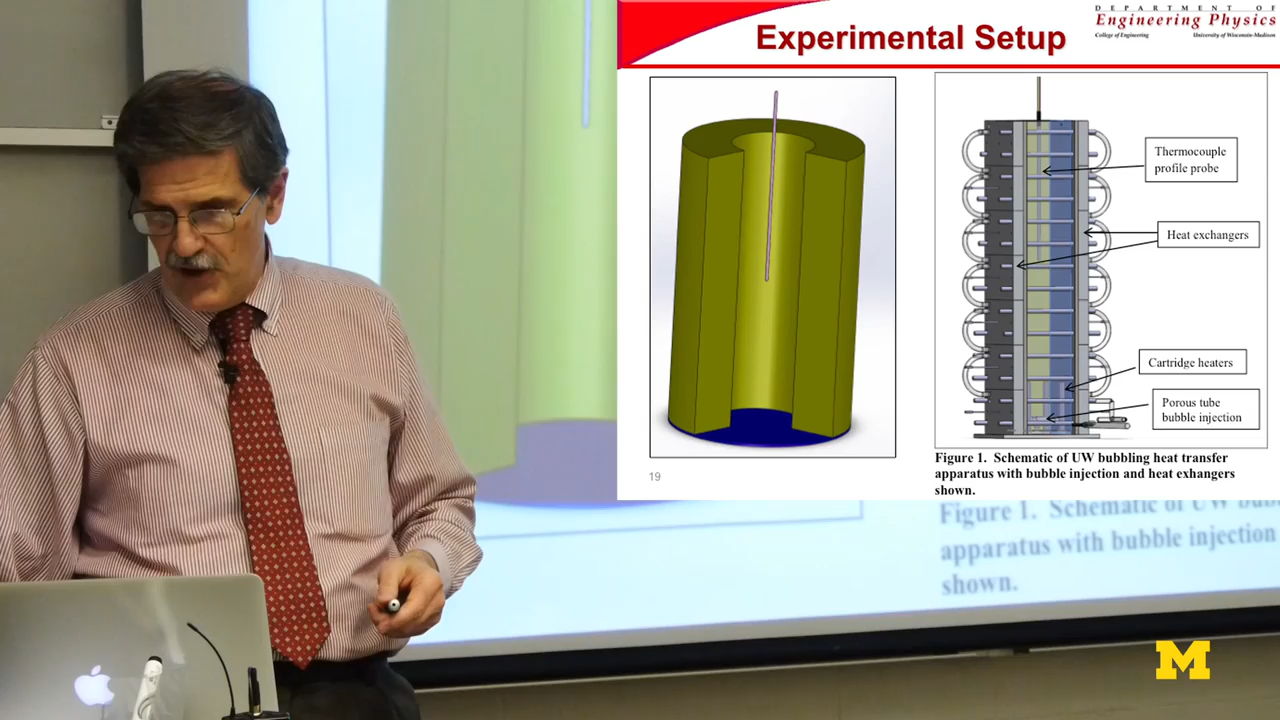 DEPARTMENT OF
Engineering Physics
College of Engineering University of Wisconsin-Madison
Experimental Setup
Thermocouple
profile probe
Heat exchangers
Cartridge heaters
Porous tube
bubble injection
Figure 1. Schematic of UW bubbling heat transfer
apparatus with bubble injection and heat exhangers
shown.
19
Figure 1. Schematic of UW bub
apparatus with bubble injection
shown.
M